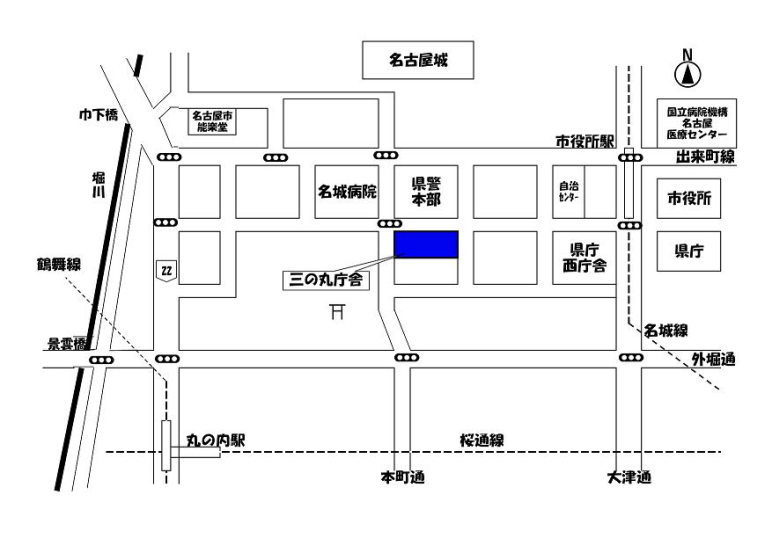 名古屋城
N
巾下橋
名古屋市
能楽堂
国立病院機構
名古屋
医療センター
市役所駅
出来町線
堀川
名城病院
県警
本部
自治
センター
市役所
鶴舞線
22
三の丸庁舎
県庁
西庁舎
県庁
景雲橋
名城線
外堀通
丸の内駅
桜通線
本町通
大津通